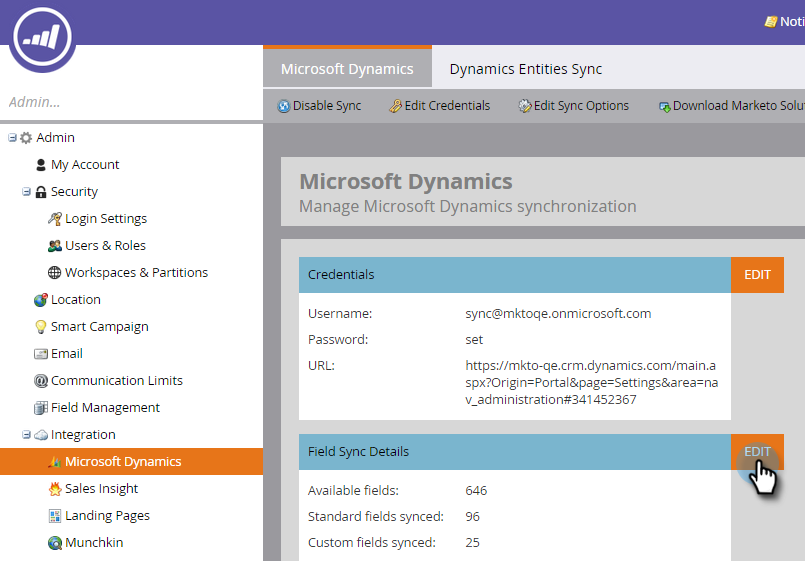 Noti
Admin...
Microsoft Dynamics
Dynamics Entities Sync
Disable Sync
Edit Credentials
Edit Sync Options
Download Marketo Solu
Admin
My Account
Security
Login Settings
Users & Roles
Workspaces & Partitions
Location
Smart Campaign
Email
Communication Limits
Field Management
Integration
Microsoft Dynamics
Sales Insight
Landing Pages
Munchkin
Microsoft Dynamics
Manage Microsoft Dynamics synchronization
Credentials
EDIT
Username: sync@mktoqe.onmicrosoft.com
Password: set
URL: https://mkto-qe.crm.dynamics.com/main.a
spx?Origin=Portal&page=Settings&area=na
v_administration#341452367
Field Sync Details
EDIT
Available fields: 646
Standard fields synced: 96
Custom fields synced: 25